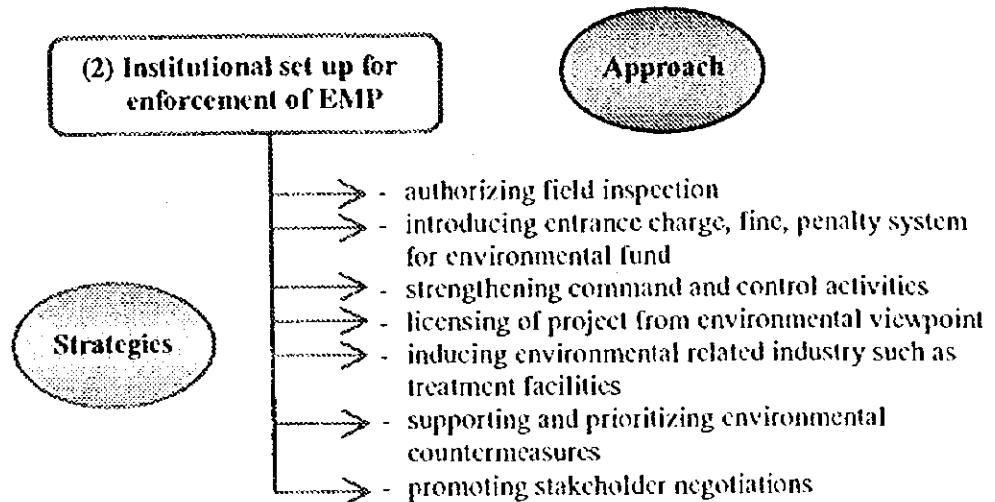 (2) Institutional set up for
enforcement of EMP
Approach
- authorizing field inspection
- introducing entrance charge, fine, penalty system
for environmental fund
- strengthening command and control activities
- licensing of project from environmental viewpoint
Strategies
- inducing environmental related industry such as
treatment facilities
- supporting and prioritizing environmental
countermeasures
- promoting stakeholder negotiations